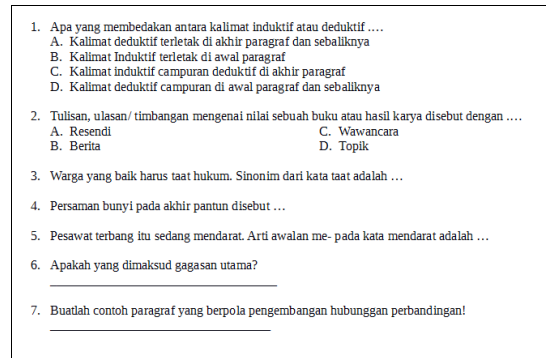 1. Apa yang membedakan antara kalimat induktif atau deduktif ….
A. Kalimat deduktif terletak di akhir paragraf dan sebaliknya
B. Kalimat Induktif terletak di awal paragraf
C. Kalimat induktif campuran deduktif di akhir paragraf
D. Kalimat deduktif campuran di awal paragraf dan sebaliknya
2. Tulisan, ulasan/ timbangan mengenai nilai sebuah buku atau hasil karya disebut dengan ….
A. Resendi C. Wawancara
B. Berita D. Topik
3. Warga yang baik harus taat hukum. Sinonim dari kata taat adalah …
4. Persaman bunyi pada akhir pantun disebut …
5. Pesawat terbang itu sedang mendarat. Arti awalan me- pada kata mendarat adalah …
6. Apakah yang dimaksud gagasan utama?
7. Buatlah contoh paragraf yang berpola pengembangan hubunggan perbandingan!